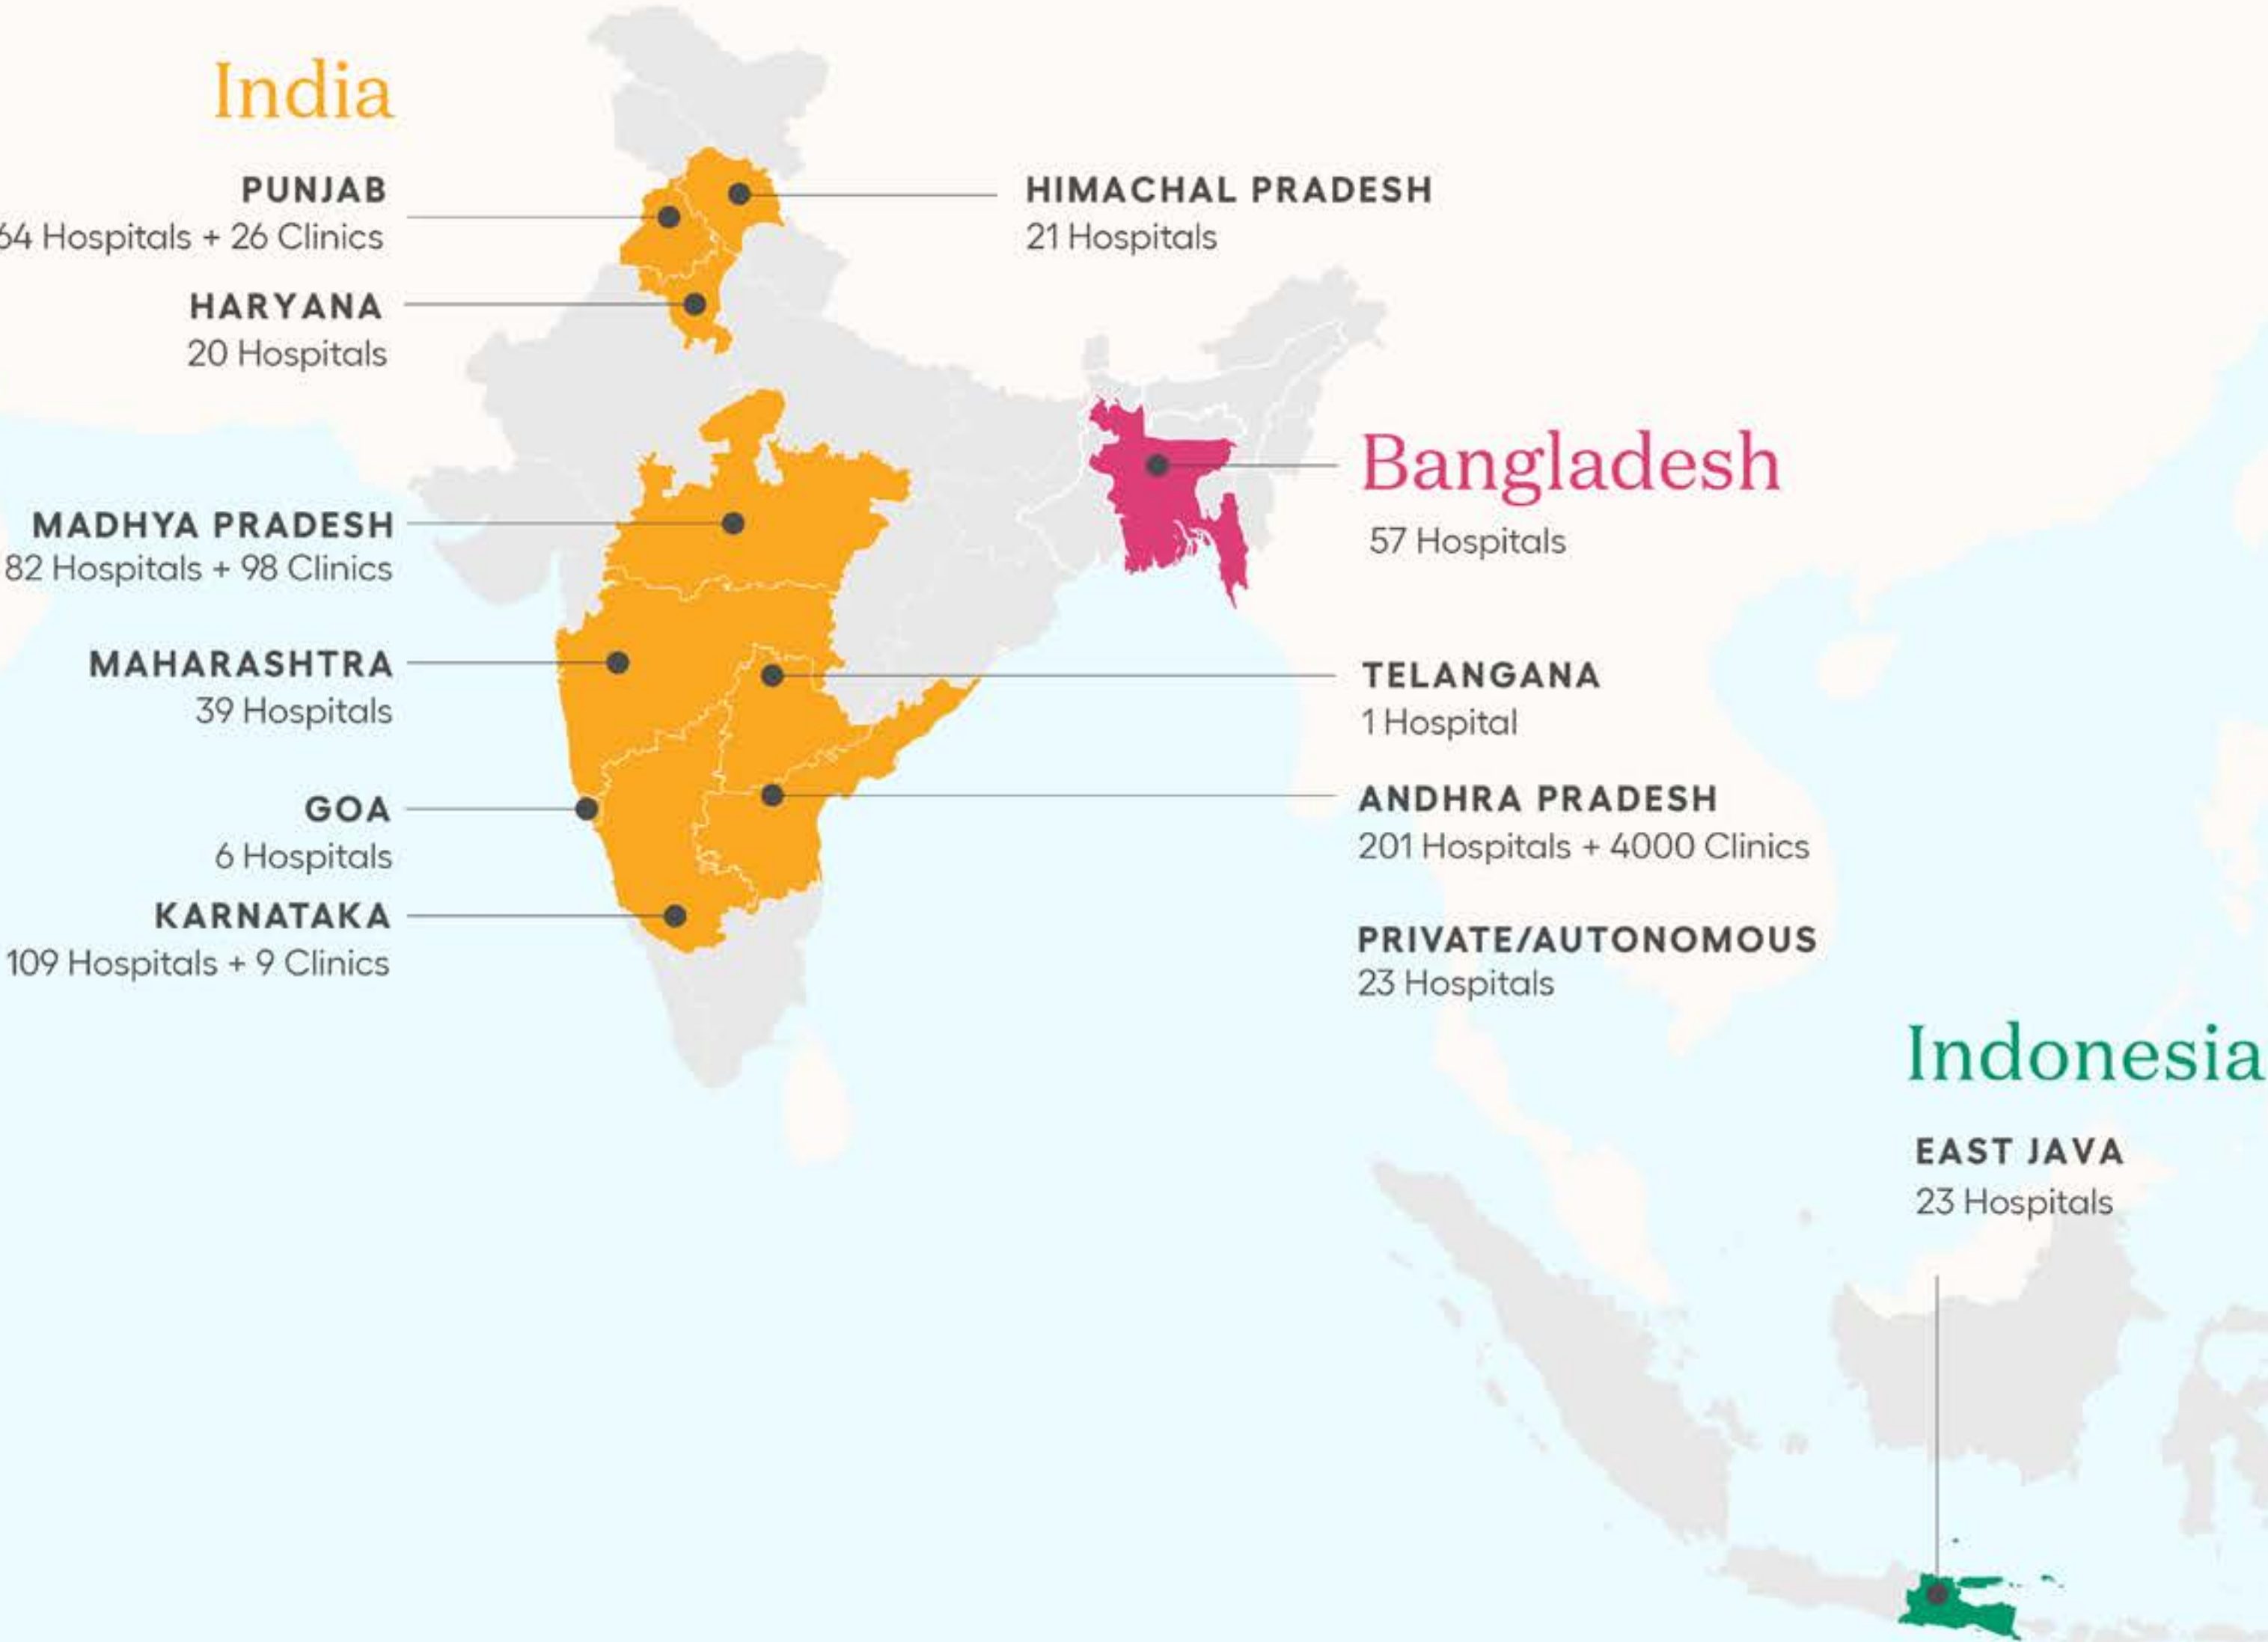 India
PUNJAB
Hospitals + 26 Clinics
HARYANA
20 Hospitals
HIMACHAL PRADESH
21 Hospitals
MADHYA PRADESH
82 Hospitals + 98 Clinics
MAHARASHTRA
39 Hospitals
GOA
6 Hospitals
KARNATAKA
109 Hospitals + 9 Clinics
Bangladesh
57 Hospitals
TELANGANA
1 Hospital
ANDHRA PRADESH
201 Hospitals + 4000 Clinics
PRIVATE/AUTONOMOUS
23 Hospitals
Indonesia
EAST JAVA
23 Hospitals